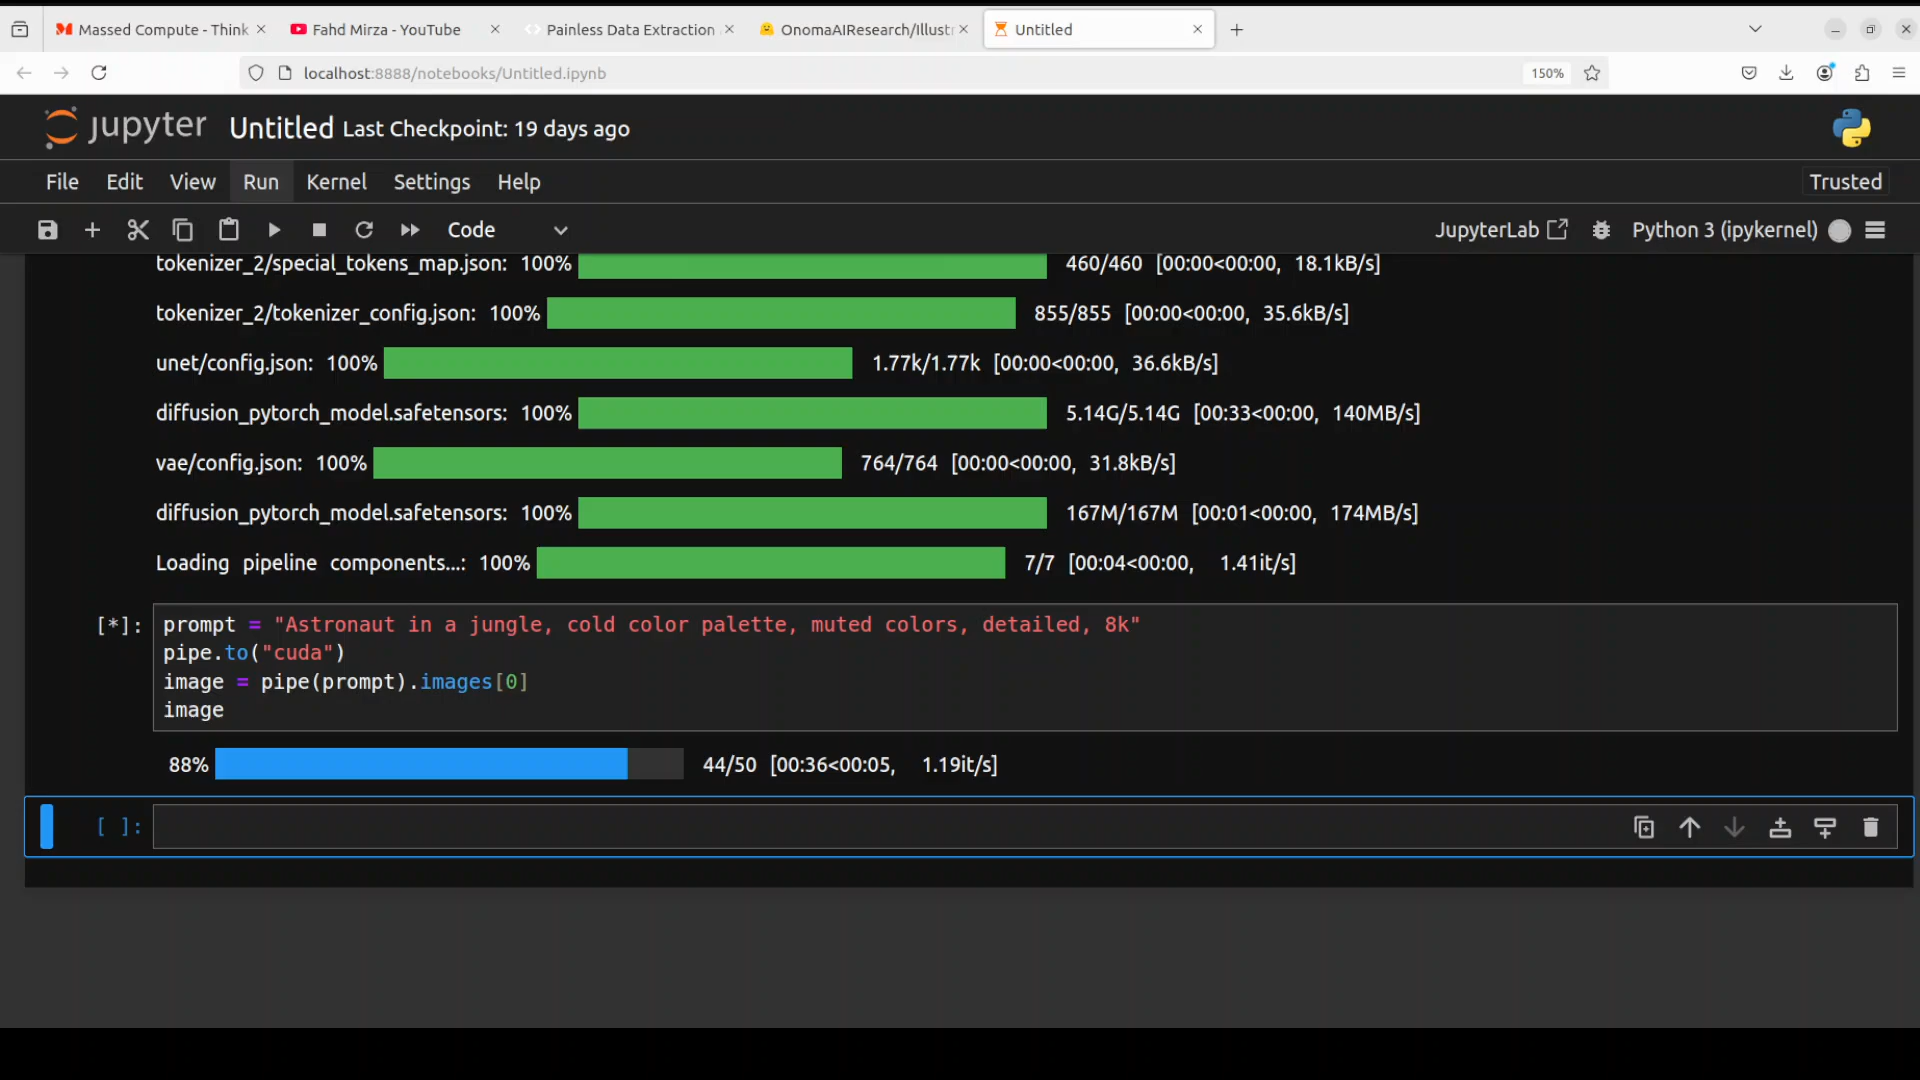 Massed Compute - Think
Fahd Mirza - YouTube
Painless Data Extraction
OnomaAIResearch/Illustr
Untitled
localhost:8888/notebooks/Untitled.ipynb
150%
jupyter
Untitled Last Checkpoint: 19 days ago
File Edit View Run Kernel Settings Help
Trusted
Code
JupyterLab
Python 3 (ipykernel)
tokenizer_2/special_tokens_map.json: 100% 460/460 [00:00<00:00, 18.1kB/s]
tokenizer_2/tokenizer_config.json: 100% 855/855 [00:00<00:00, 35.6kB/s]
unet/config.json: 100% 1.77k/1.77k [00:00<00:00, 36.6kB/s]
diffusion_pytorch_model.safetensors: 100% 5.14G/5.14G [00:33<00:00, 140MB/s]
vae/config.json: 100% 764/764 [00:00<00:00, 31.8kB/s]
diffusion_pytorch_model.safetensors: 100% 167M/167M [00:01<00:00, 174MB/s]
Loading pipeline components...: 100% 7/7 [00:04<00:00, 1.41it/s]
[*]: prompt = "Astronaut in a jungle, cold color palette, muted colors, detailed, 8k"
pipe.to("cuda")
image = pipe(prompt).images[0]
image
88% 44/50 [00:36<00:05, 1.19it/s]
[ ]: